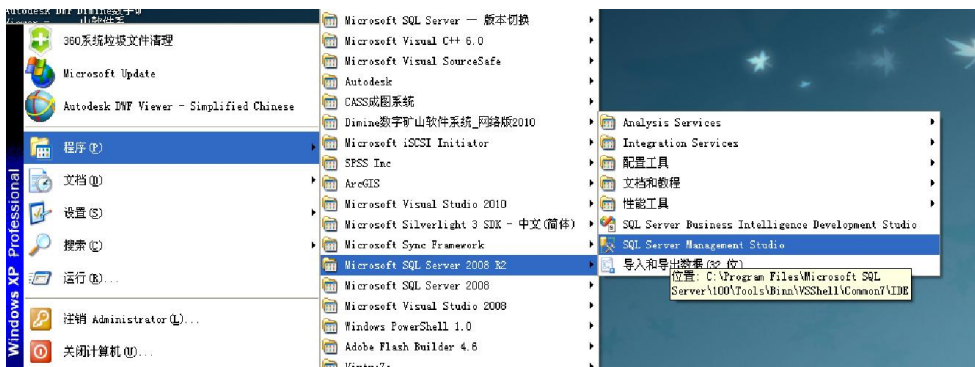 360系统垃圾文件清理
Microsoft Update
Autodesk DWF Viewer - Simplified Chinese
程序(P)
文档(D)
设置(S)
搜索(C)
运行(R)...
注销 Administrator(L)...
关闭计算机(U)...
Windows XP Professional
Microsoft SQL Server — 版本切换
Microsoft Visual C++ 6.0
Microsoft Visual SourceSafe
Autodesk
CASS成图系统
Dimine数字矿山软件系统_网络版2010
Microsoft iSCSI Initiator
SPSS Inc
ArcGIS
Microsoft Visual Studio 2010
Microsoft Silverlight 3 SDK - 中文(简体)
Microsoft Sync Framework
Microsoft SQL Server 2008 R2
Microsoft SQL Server 2008
Microsoft Visual Studio 2008
Windows PowerShell 1.0
Adobe Flash Builder 4.6
Analysis Services
Integration Services
配置工具
文档和教程
性能工具
SQL Server Business Intelligence Development Studio
SQL Server Management Studio
导入和导出数据(32 位)
位置: C:\Program Files\Microsoft SQL
Server\100\Tools\Binn\VSShell\Common7\IDE